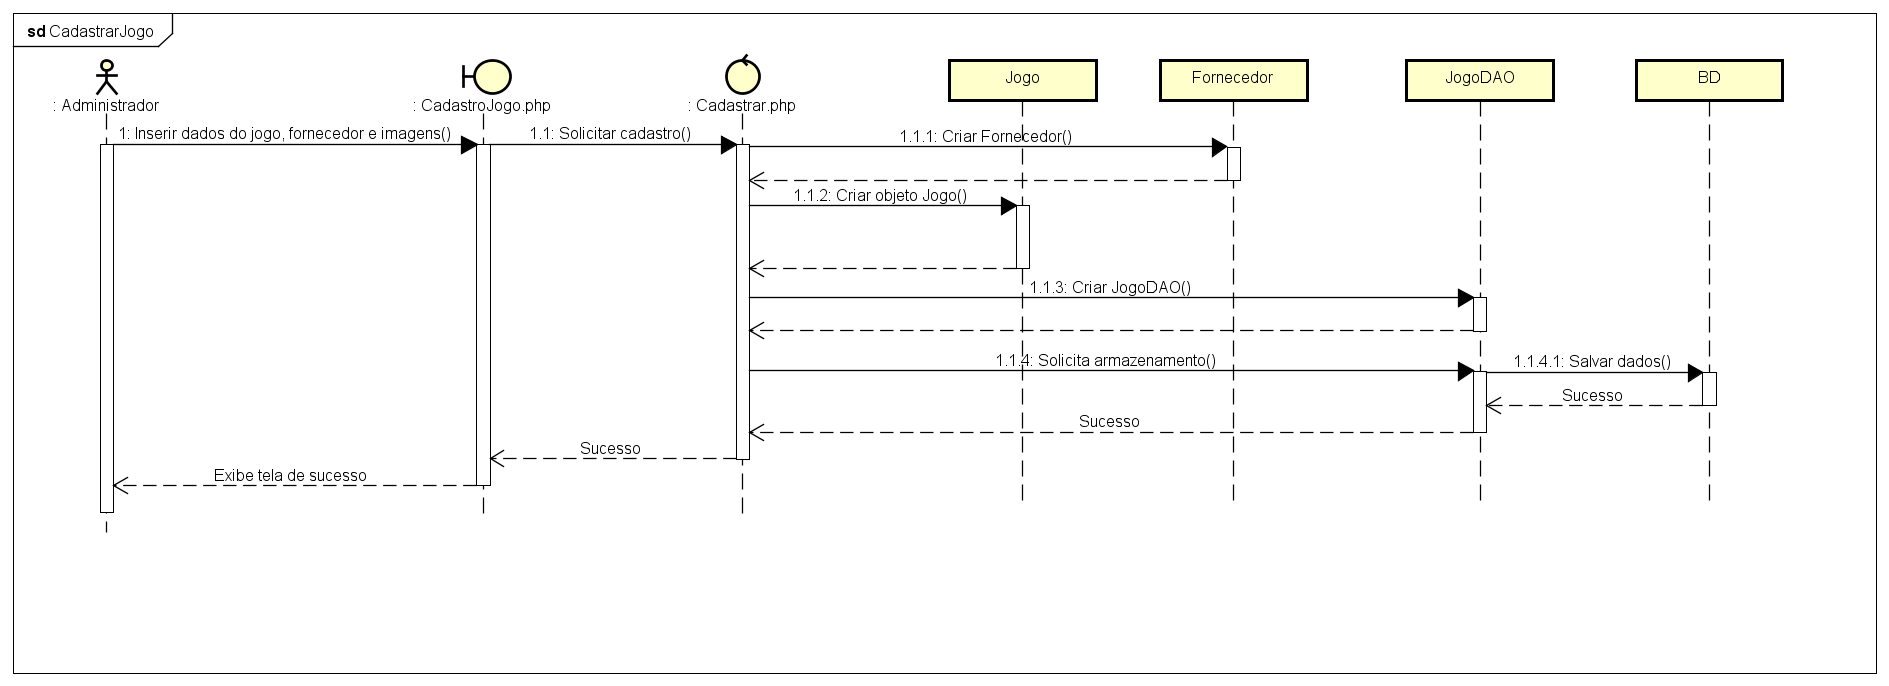 sd CadastrarJogo
: Administrador
: CadastroJogo.php
: Cadastrar.php
Jogo
Fornecedor
JogoDAO
BD
1: Inserir dados do jogo, fornecedor e imagens()
1.1: Solicitar cadastro()
1.1.1: Criar Fornecedor()
1.1.2: Criar objeto Jogo()
1.1.3: Criar JogoDAO()
1.1.4: Solicita armazenamento()
1.1.4.1: Salvar dados()
Sucesso
Sucesso
Sucesso
Exibe tela de sucesso